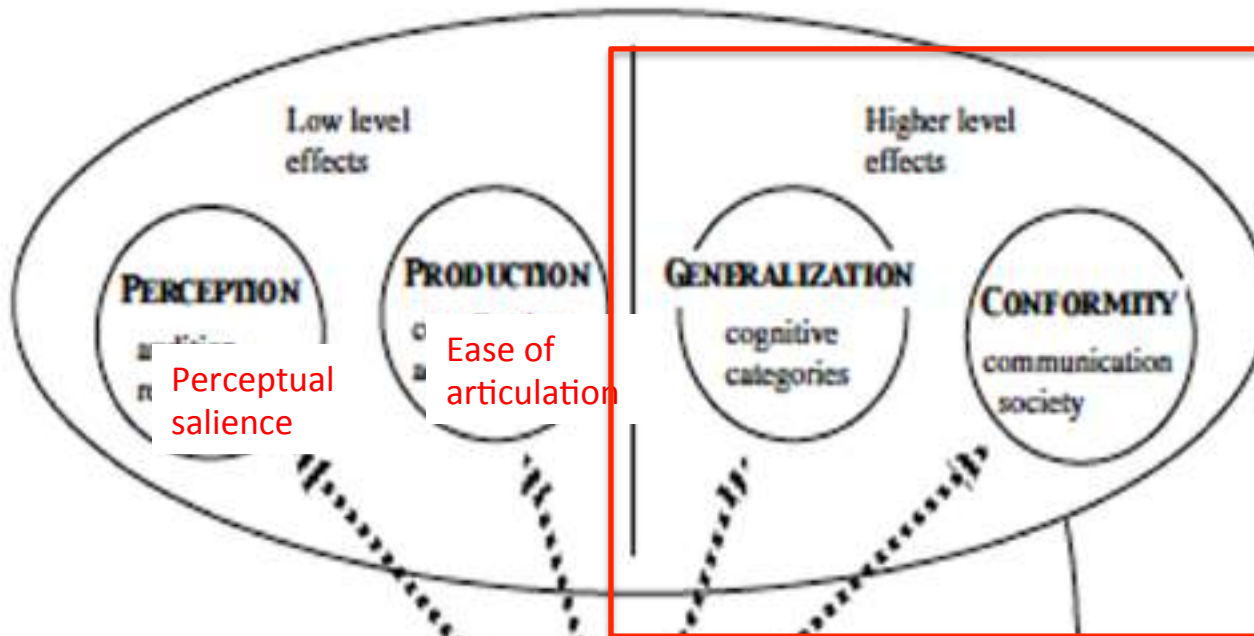 Low level
effects
Higher level
effects
PERCEPTION
PRODUCTION
GENERALIZATION
CONFORMITY
Perceptual
salience
Ease of
articulation
cognitive
categories
communication
society